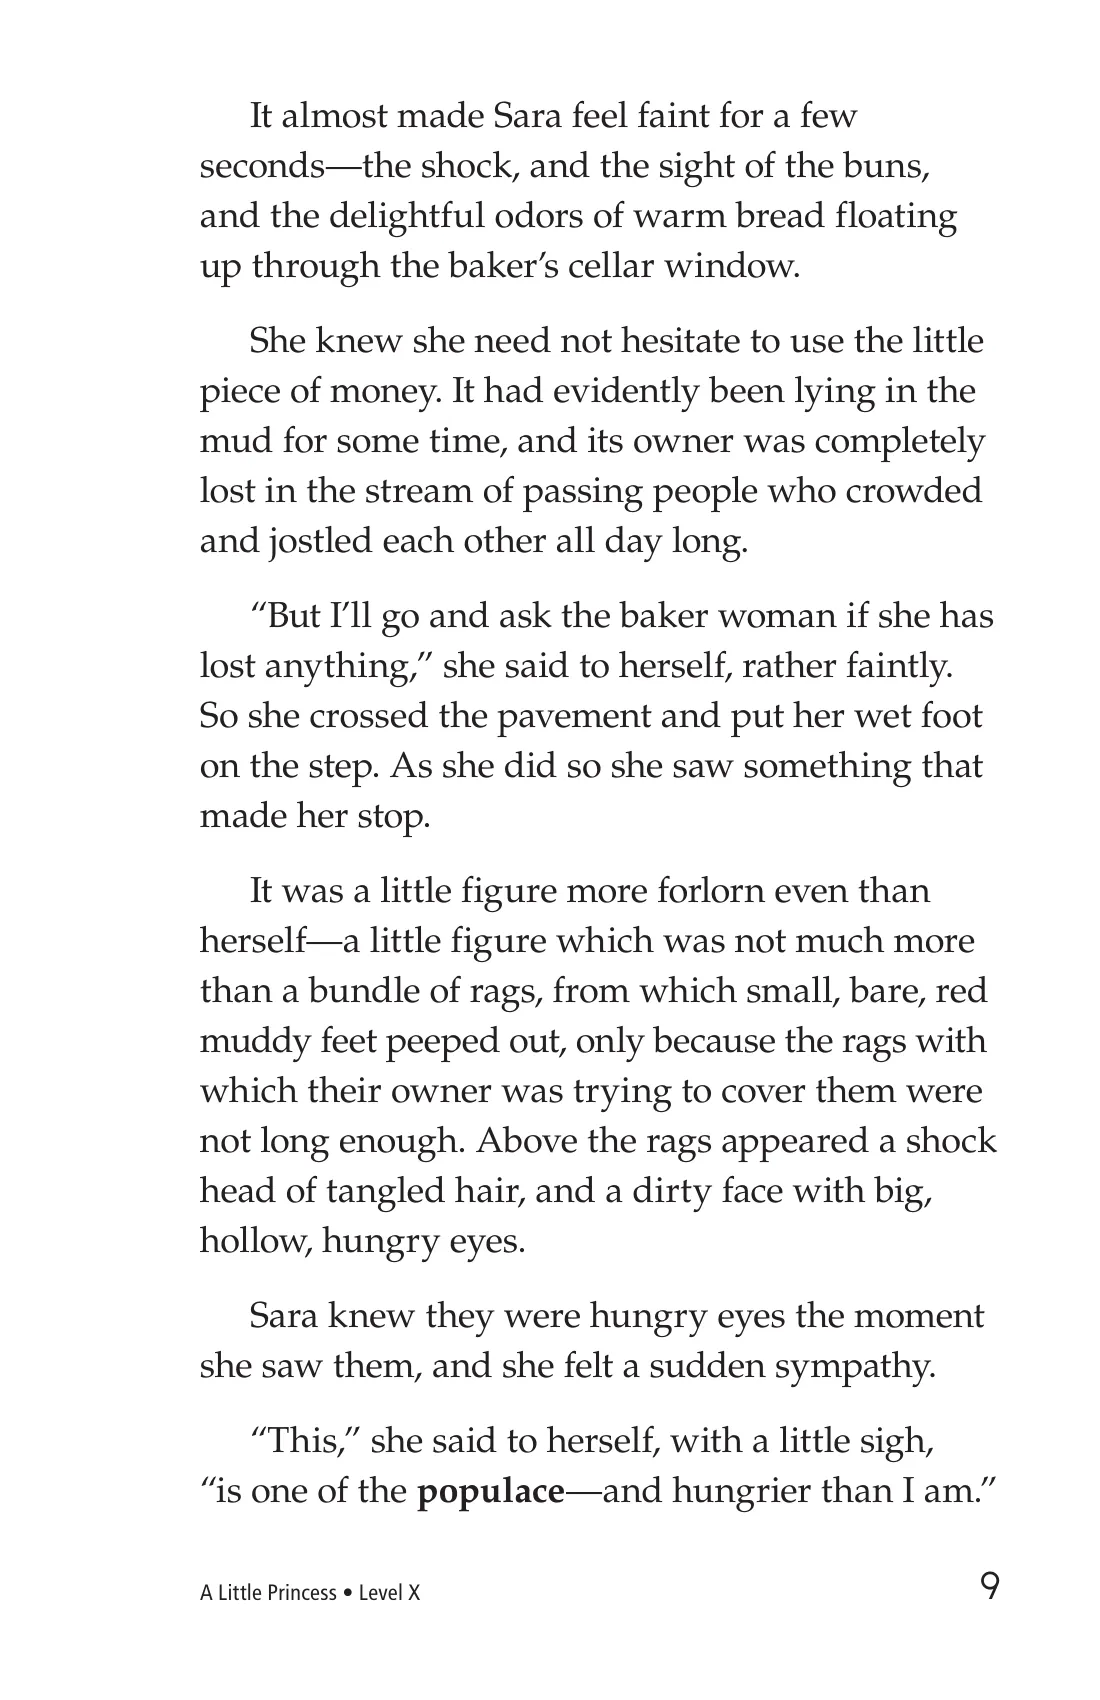 It almost made Sara feel faint for a few
seconds—the shock, and the sight of the buns,
and the delightful odors of warm bread floating
up through the baker’s cellar window.
She knew she need not hesitate to use the little
piece of money. It had evidently been lying in the
mud for some time, and its owner was completely
lost in the stream of passing people who crowded
and jostled each other all day long.
“But I’ll go and ask the baker woman if she has
lost anything,” she said to herself, rather faintly.
So she crossed the pavement and put her wet foot
on the step. As she did so she saw something that
made her stop.
It was a little figure more forlorn even than
herself—a little figure which was not much more
than a bundle of rags, from which small, bare, red
muddy feet peeped out, only because the rags with
which their owner was trying to cover them were
not long enough. Above the rags appeared a shock
head of tangled hair, and a dirty face with big,
hollow, hungry eyes.
Sara knew they were hungry eyes the moment
she saw them, and she felt a sudden sympathy.
“This,” she said to herself, with a little sigh,
“is one of the populace—and hungrier than I am.”
A Little Princess • Level X
9